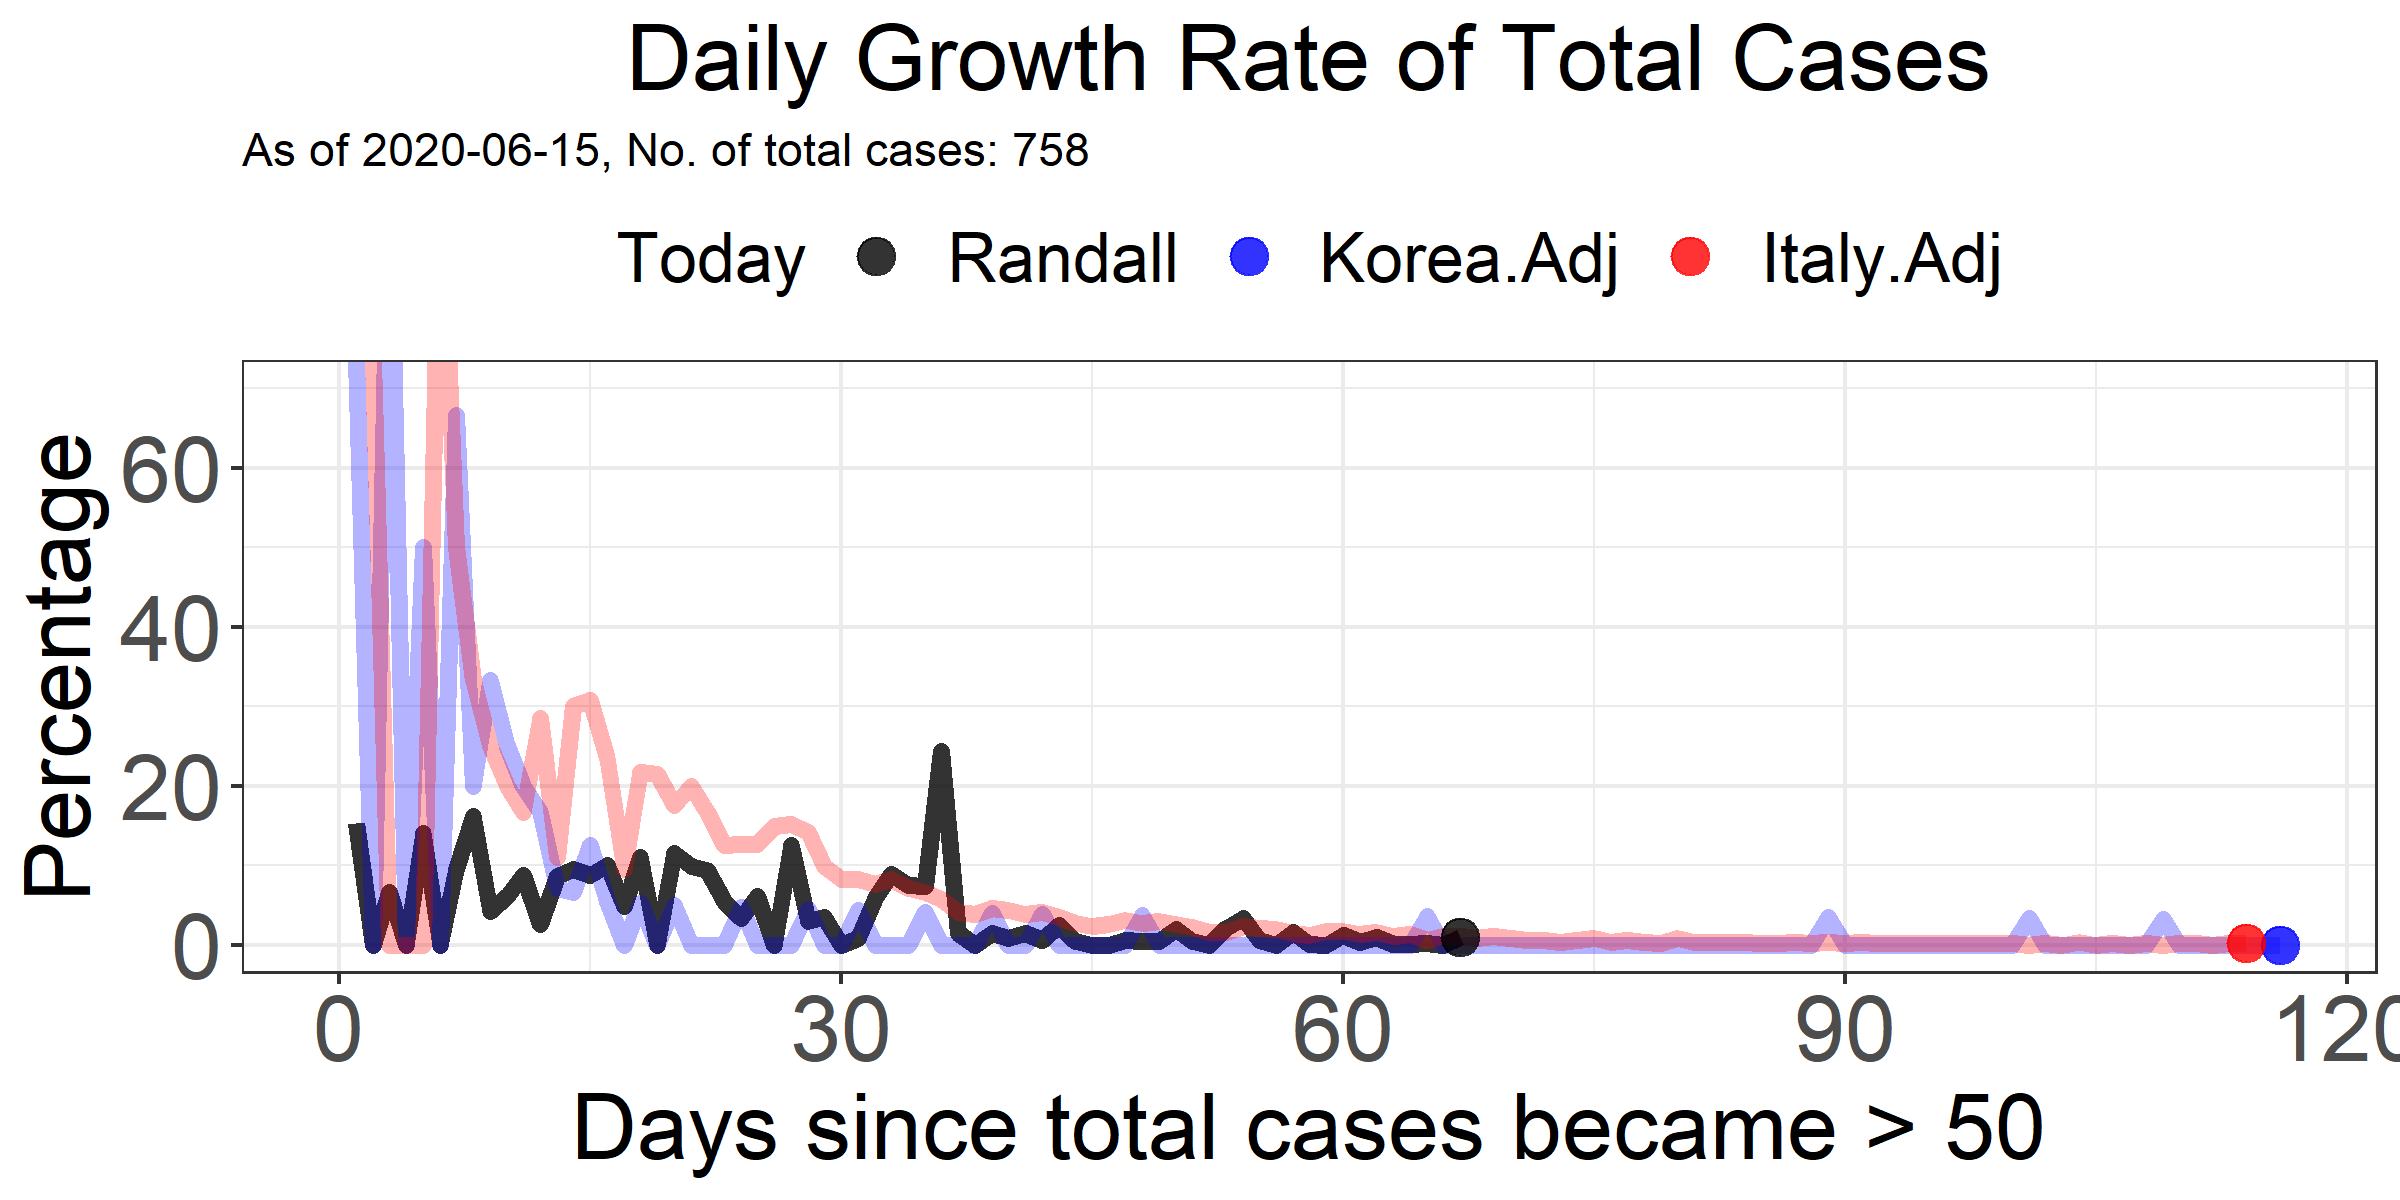 Daily Growth Rate of Total Cases
As of 2020-06-15, No. of total cases: 758
Today Randall Korea.Adj Italy.Adj
Percentage
60
40
20
0
0 30 60 90 120
Days since total cases became > 50